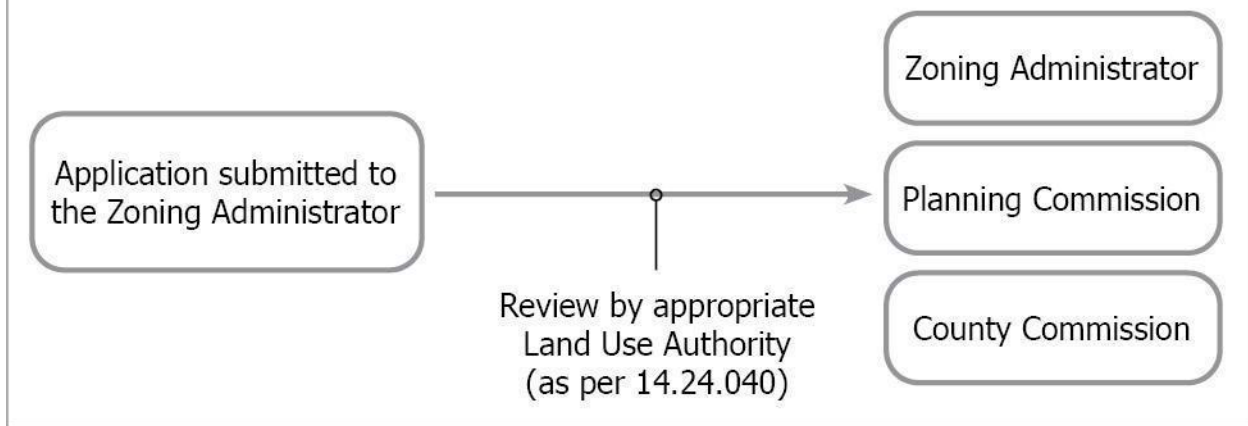 Application submitted to
the Zoning Administrator
Review by appropriate
Land Use Authority
(as per 14.24.040)
Zoning Administrator
Planning Commission
County Commission